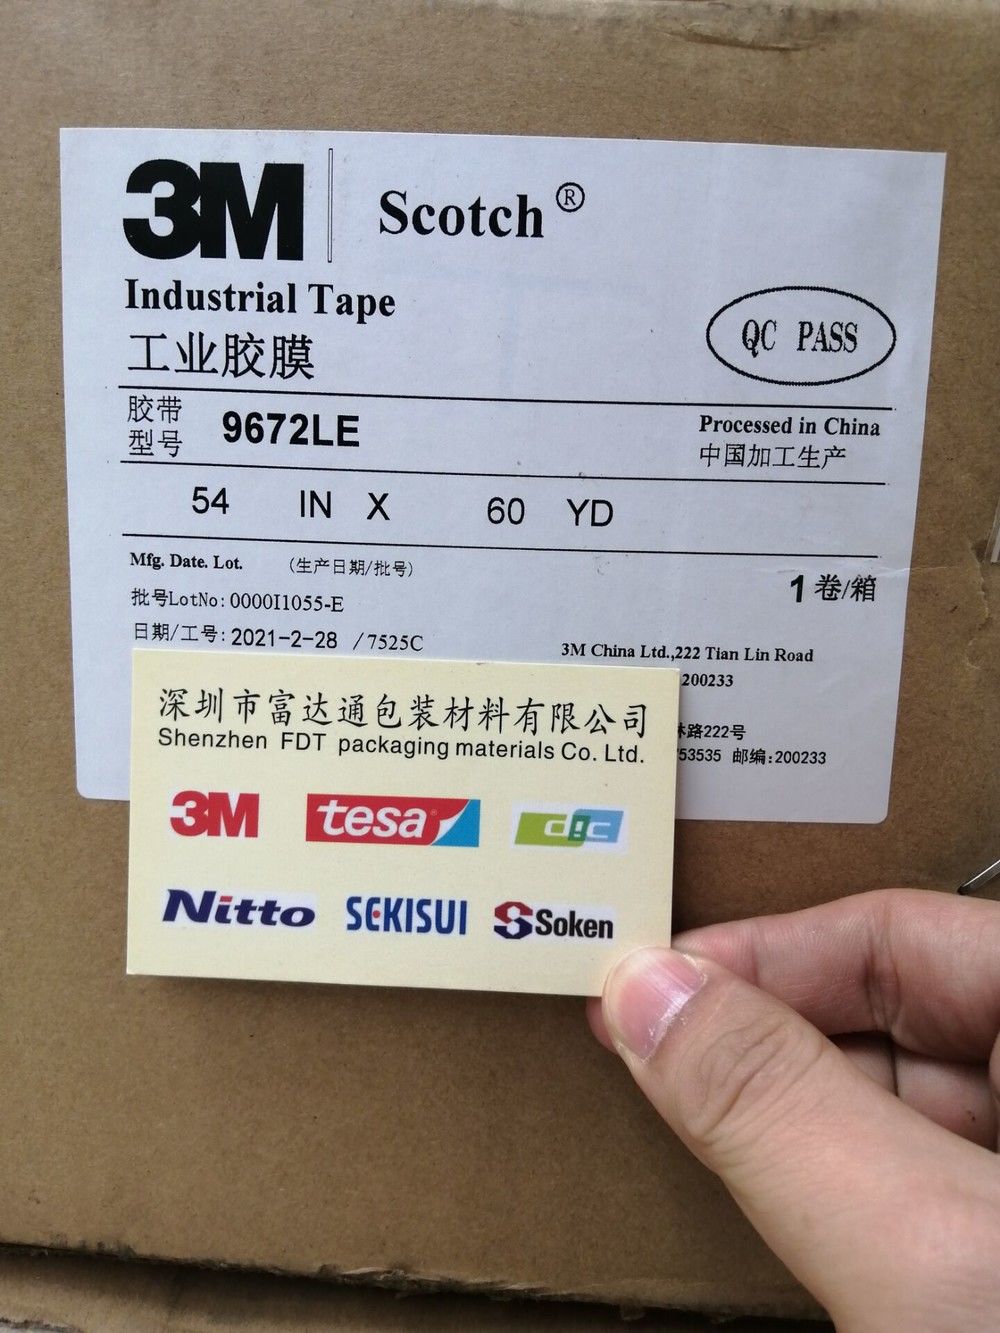 3M Scotch®
Industrial Tape
工业胶膜
QC PASS
胶带
型号 9672LE
Processed in China
中国加工生产
54 IN X 60 YD
Mfg. Date. Lot. (生产日期/批号)
1 卷/箱
批号LotNo: 0000I1055-E
日期/工号: 2021-2-28 /7525C
3M China Ltd.,222 Tian Lin Road
200233
路222号
53535 邮编:200233
深圳市富达通包装材料有限公司
Shenzhen FDT packaging materials Co. Ltd.
3M tesa dic
Nitto SEKISUI Soken